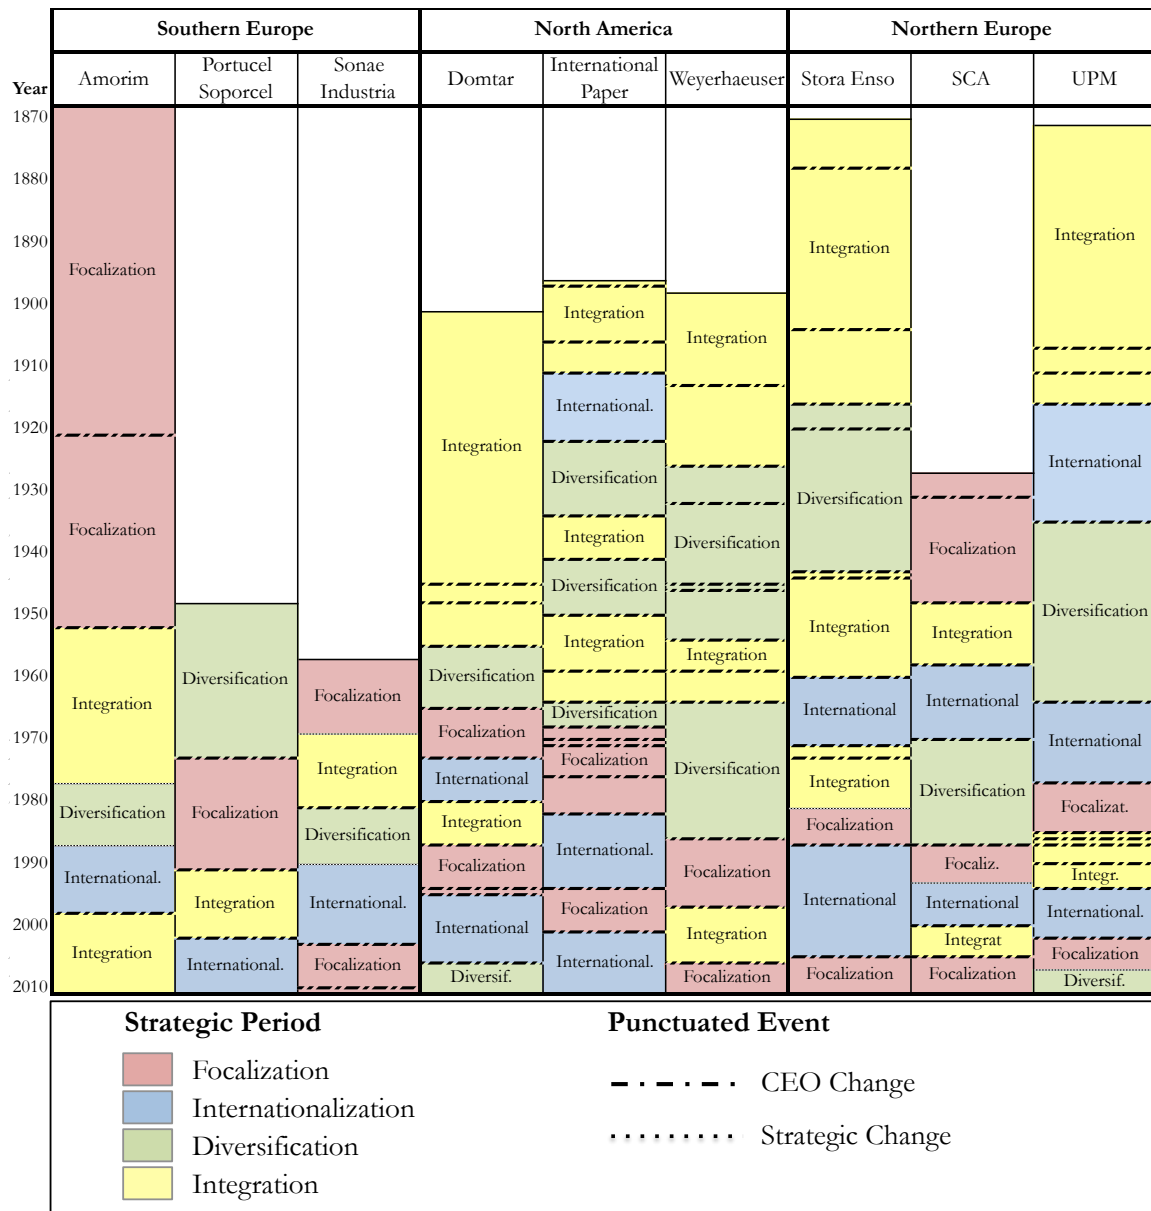 Southern Europe North America Northern Europe
Year Amorim Portucel Soporcel Sonae Industria Domtar International Paper Weyerhaeuser Stora Enso SCA UPM
1870
1880
1890
1900
1910
1920
1930
1940
1950
1960
1970
1980
1990
2000
2010
Focalization
Focalization
Integration
Diversification
International.
Integration
Diversification
Focalization
Integration
International.
Focalization
Integration
Diversification
International.
Focalization
Integration
Diversification
Focalization
International
Integration
Focalization
International
Diversif.
Integration
International.
Diversification
Integration
Diversification
Integration
Diversification
Focalization
International.
Focalization
International.
Integration
Diversification
Integration
Diversification
Focalization
Integration
Focalization
Integration
Diversification
Integration
International
Integration
Focalization
International
Focalization
Focalization
Integration
International
Diversification
Focaliz.
International
Integrat
Focalization
Integration
International
Diversification
International
Focalizat.
Integr.
International.
Focalization
Diversif.
Strategic Period
Focalization
Internationalization
Diversification
Integration
Punctuated Event
CEO Change
Strategic Change